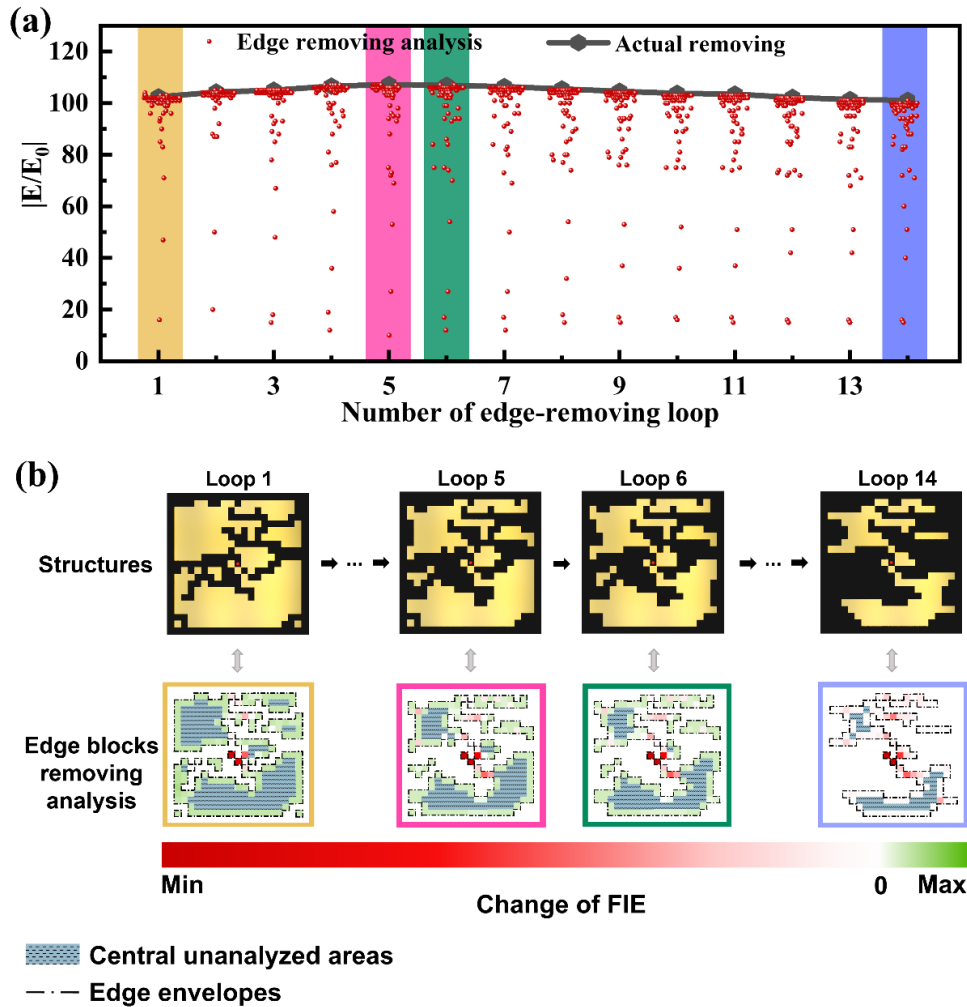 (a)
Edge removing analysis
Actual removing
120
100
80
60
40
20
0
|E/E₀|
1 3 5 7 9 11 13
Number of edge-removing loop
(b)
Loop 1 Loop 5 Loop 6 Loop 14
Structures
... ...
Edge blocks
removing
analysis
Min 0 Max
Change of FIE
Central unanalyzed areas
Edge envelopes